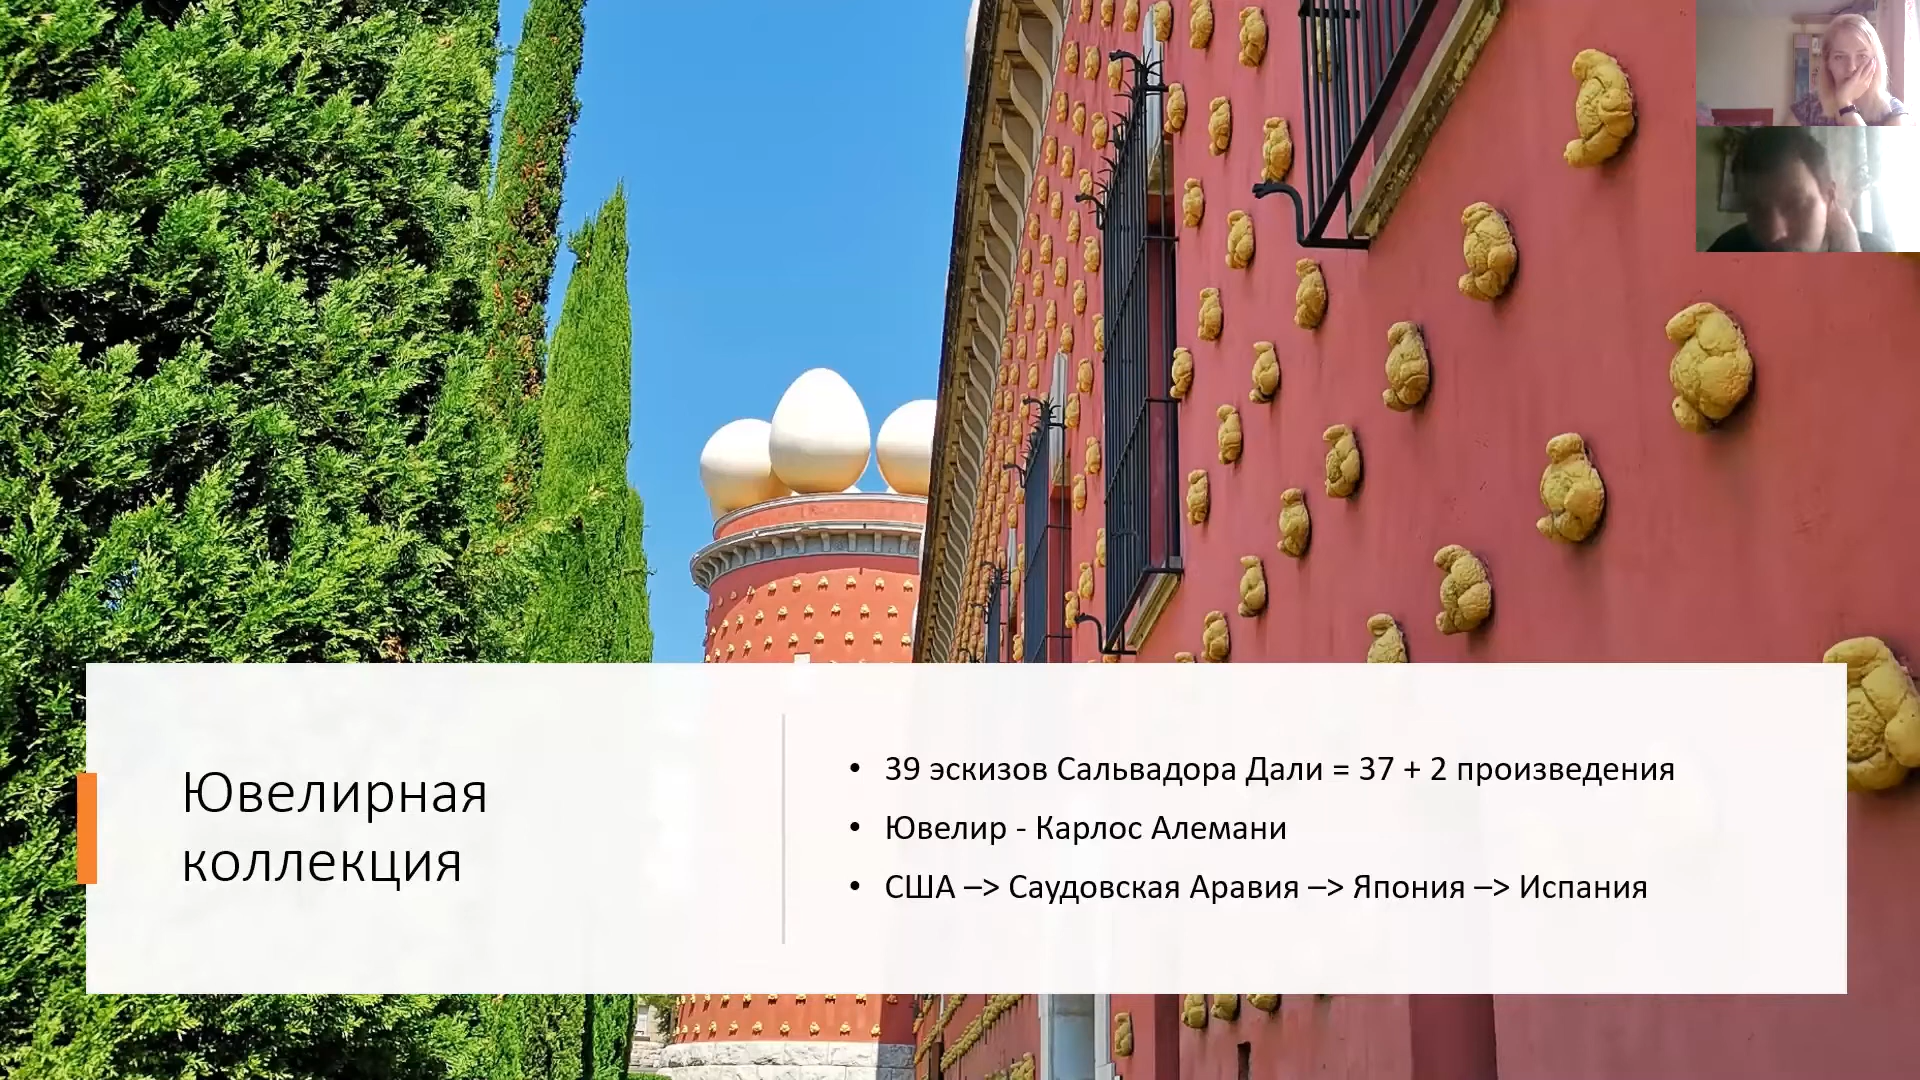 Ювелирная
коллекция
• 39 эскизов Сальвадора Дали = 37 + 2 произведения
• Ювелир - Карлос Алемани
• США –> Саудовская Аравия –> Япония –> Испания